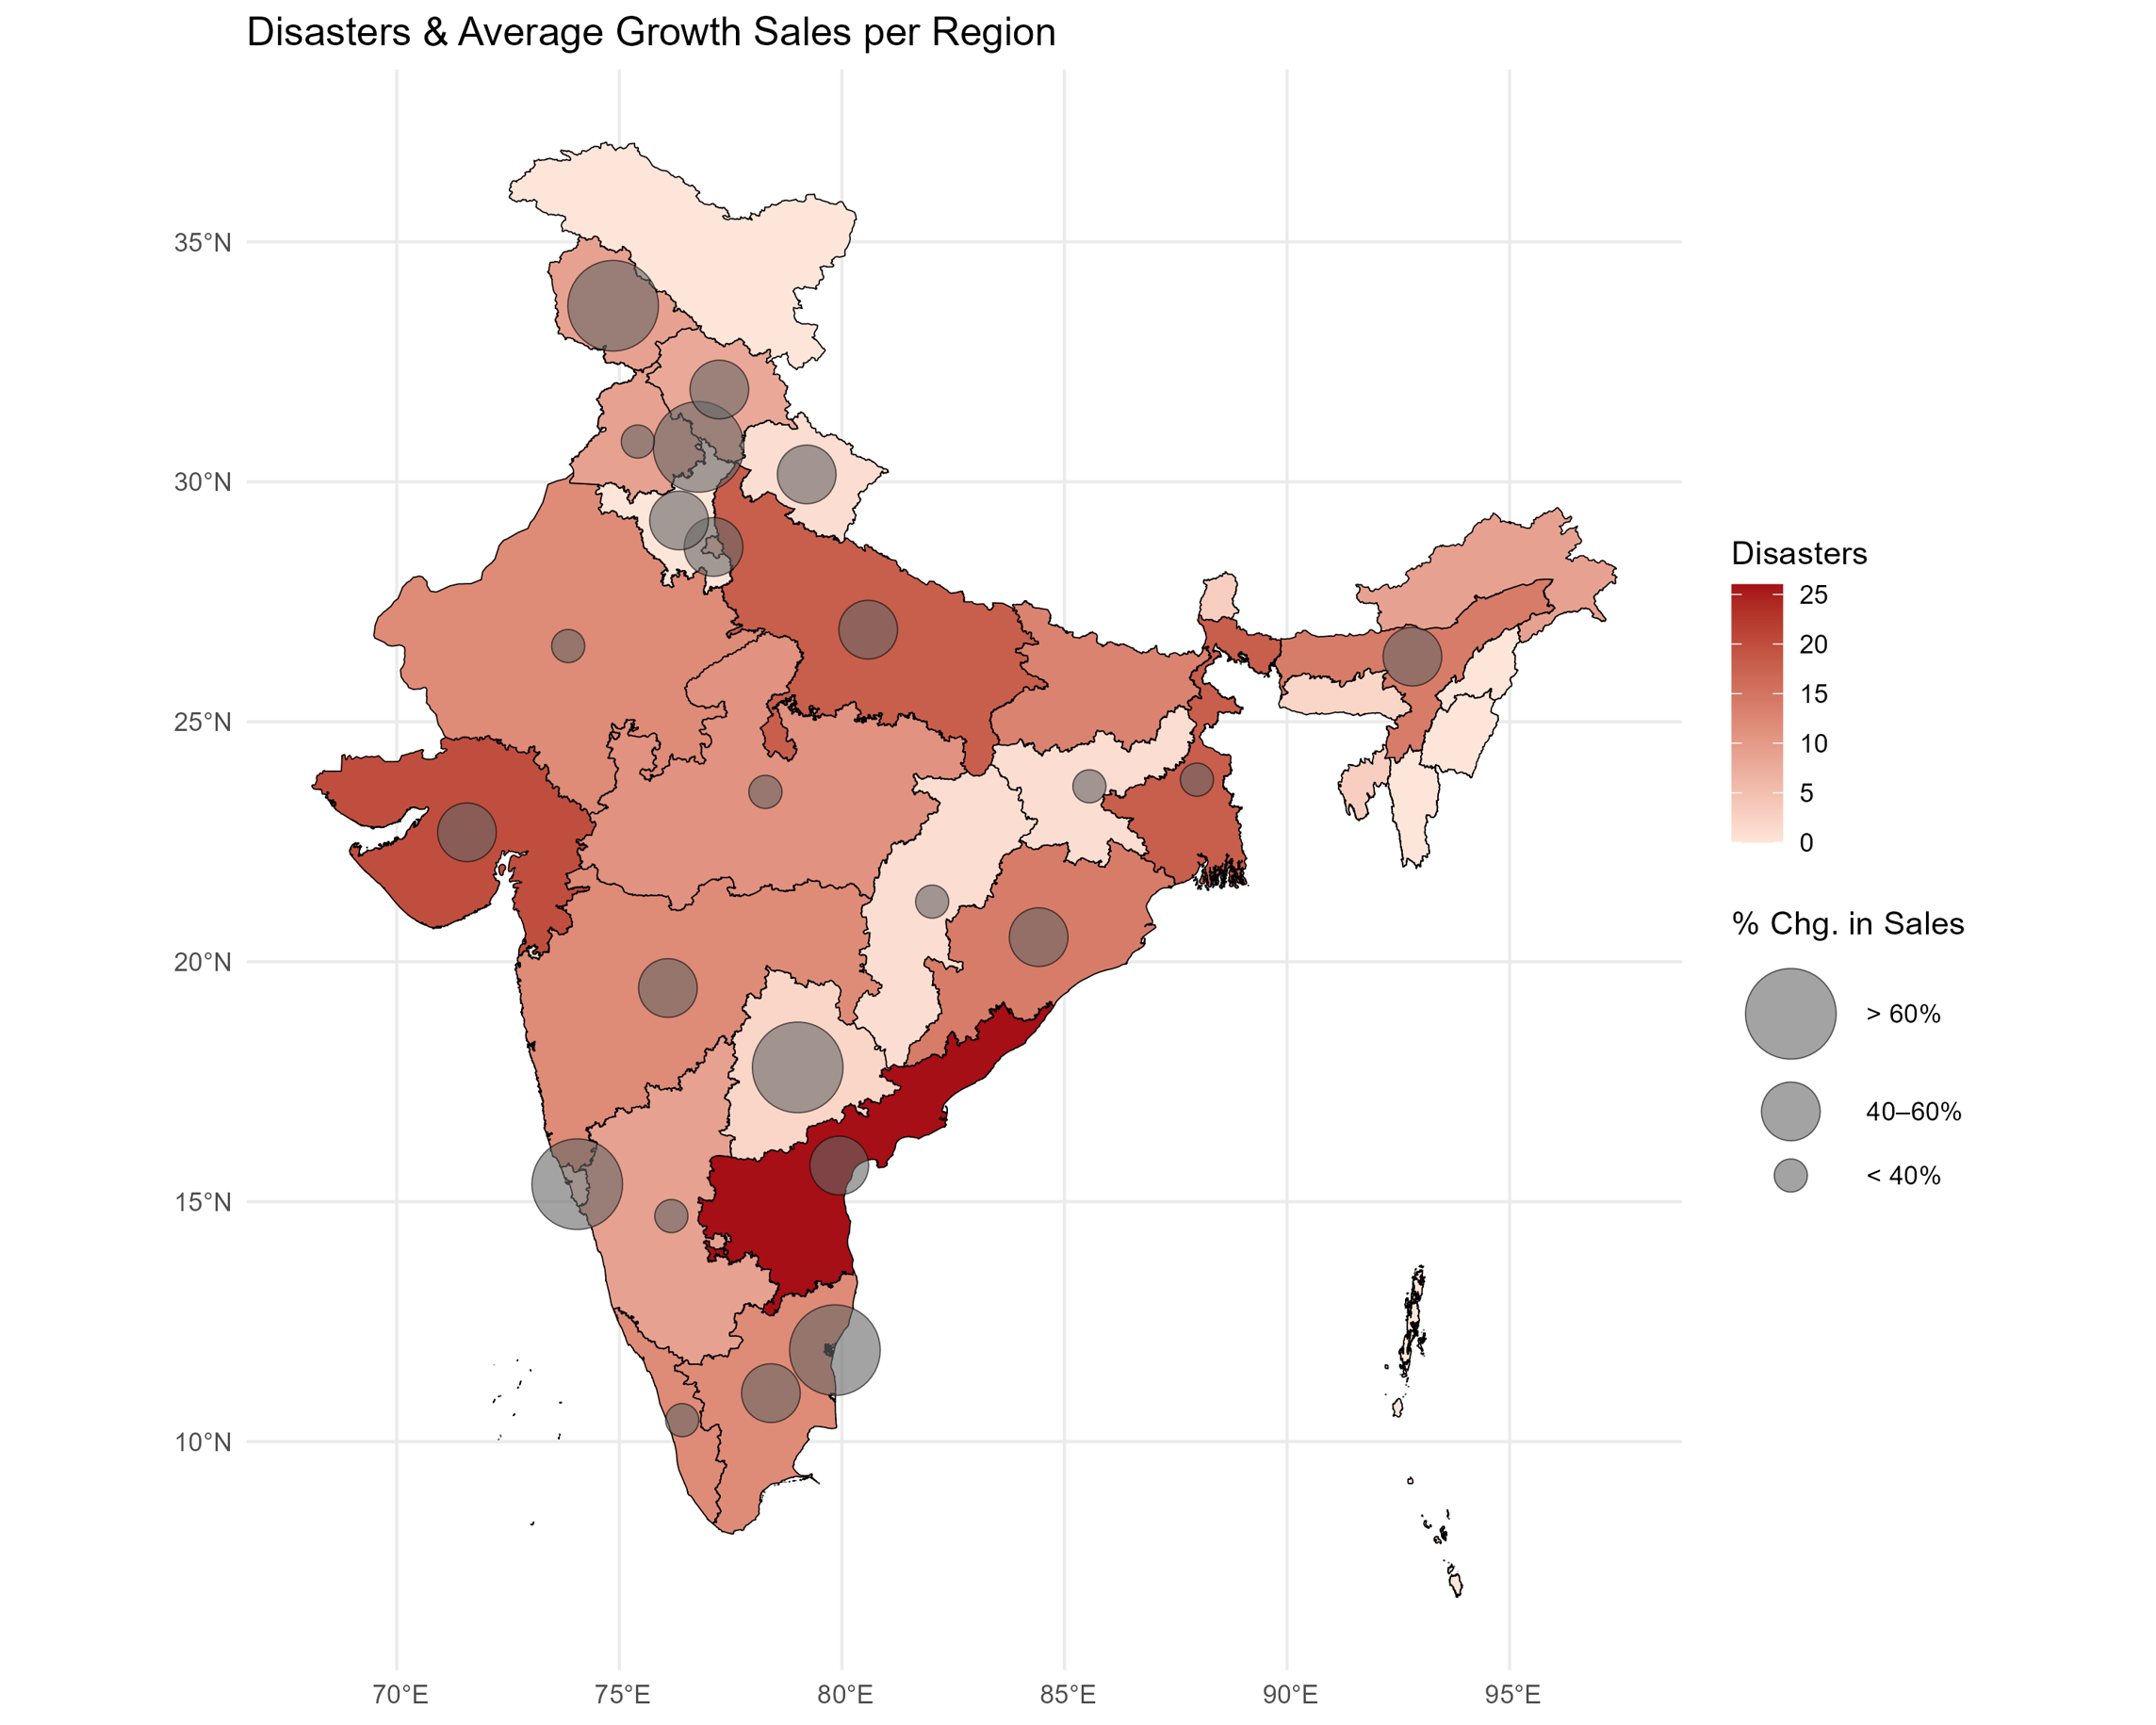 Disasters & Average Growth Sales per Region
35°N
30°N
25°N
20°N
15°N
10°N
70°E
75°E
80°E
85°E
90°E
95°E
Disasters
25
20
15
10
5
0
% Chg. in Sales
> 60%
40–60%
< 40%